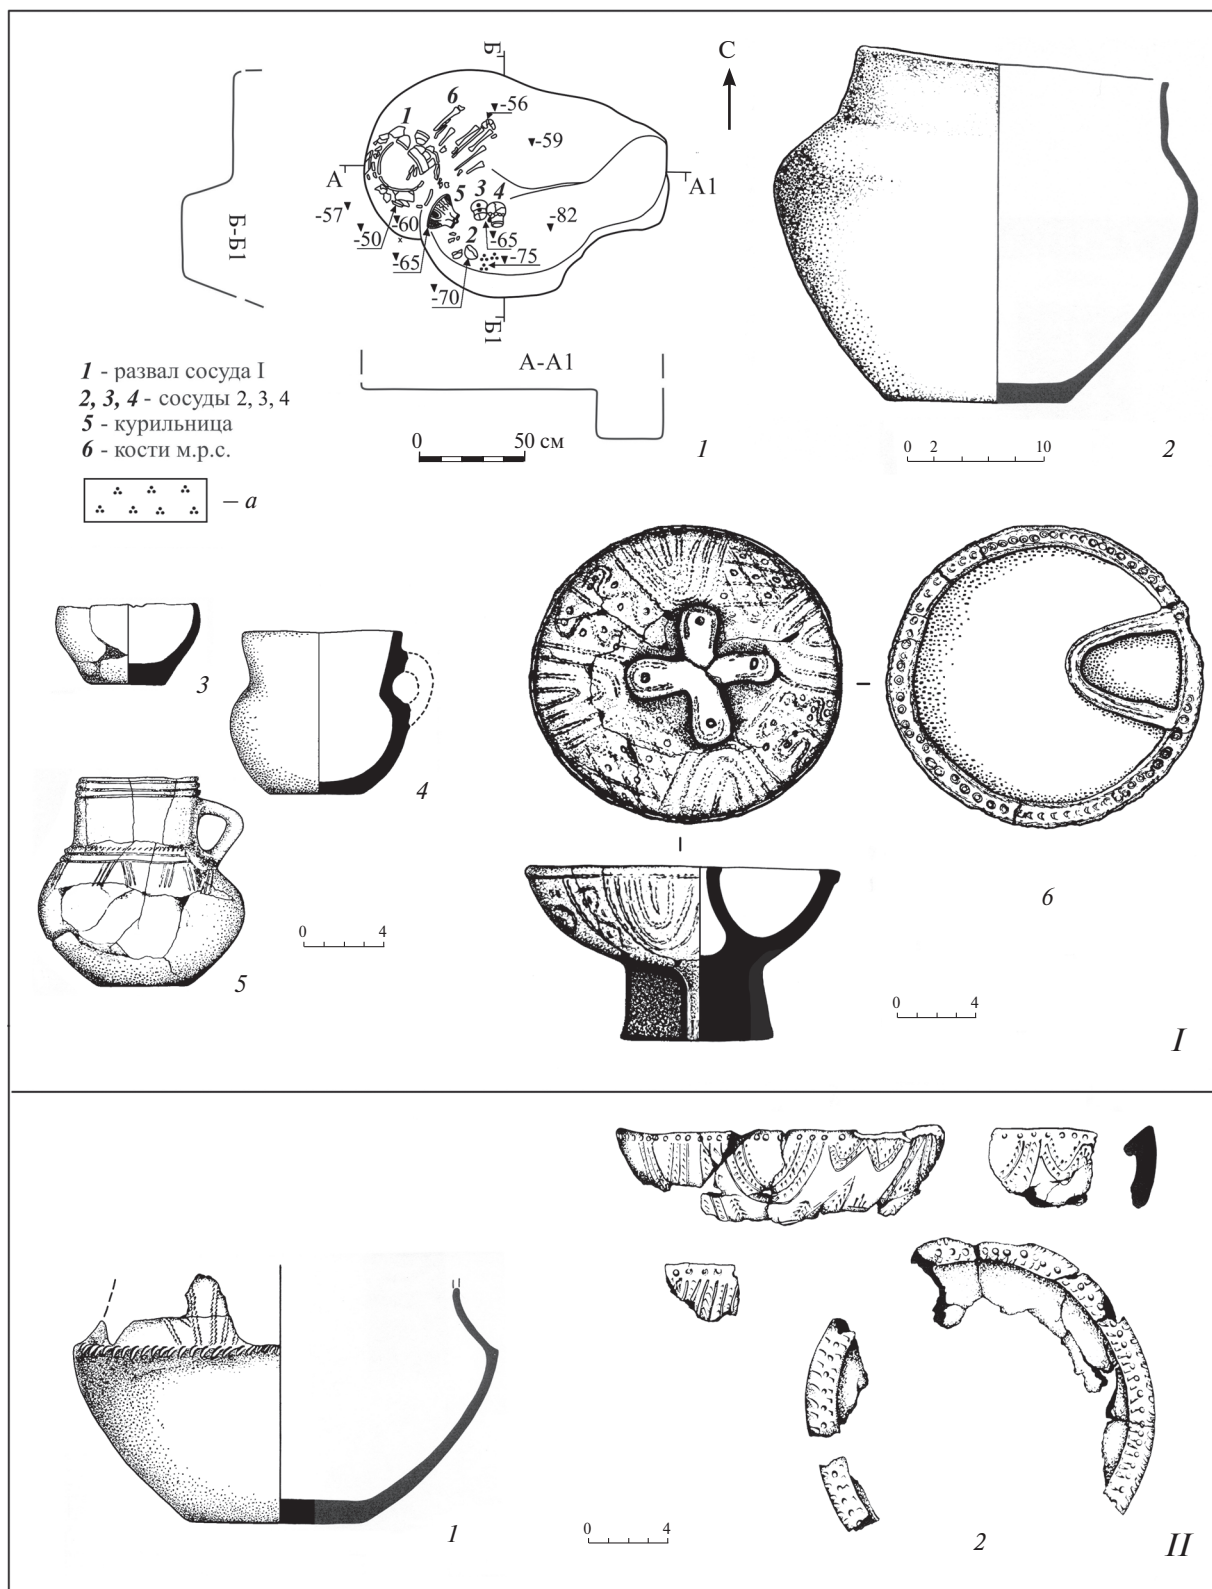 Б
С
6
-56
1
-59
А
А1
3 4
5
-57
-60
-82
-50
-65
2
-65
-75
-70
Б1
Б-Б1
А-А1
1 - развал сосуда I
2, 3, 4 - сосуды 2, 3, 4
5 - курильница
6 - кости м.р.с.
0 50 см
1
0 2 10
2
– а
3
4
5
0 4
6
0 4
I
1
0 4
2
II